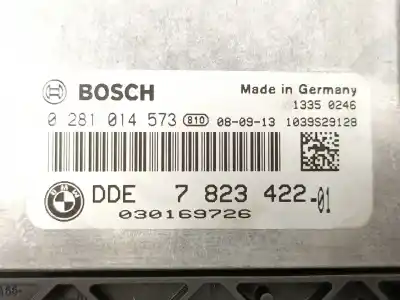 BOSCH
Made in Germany
1335 0246
0 281 014 573 810 08-09-13 1039S29128
BMW
DDE 7 823 422-01
030169726